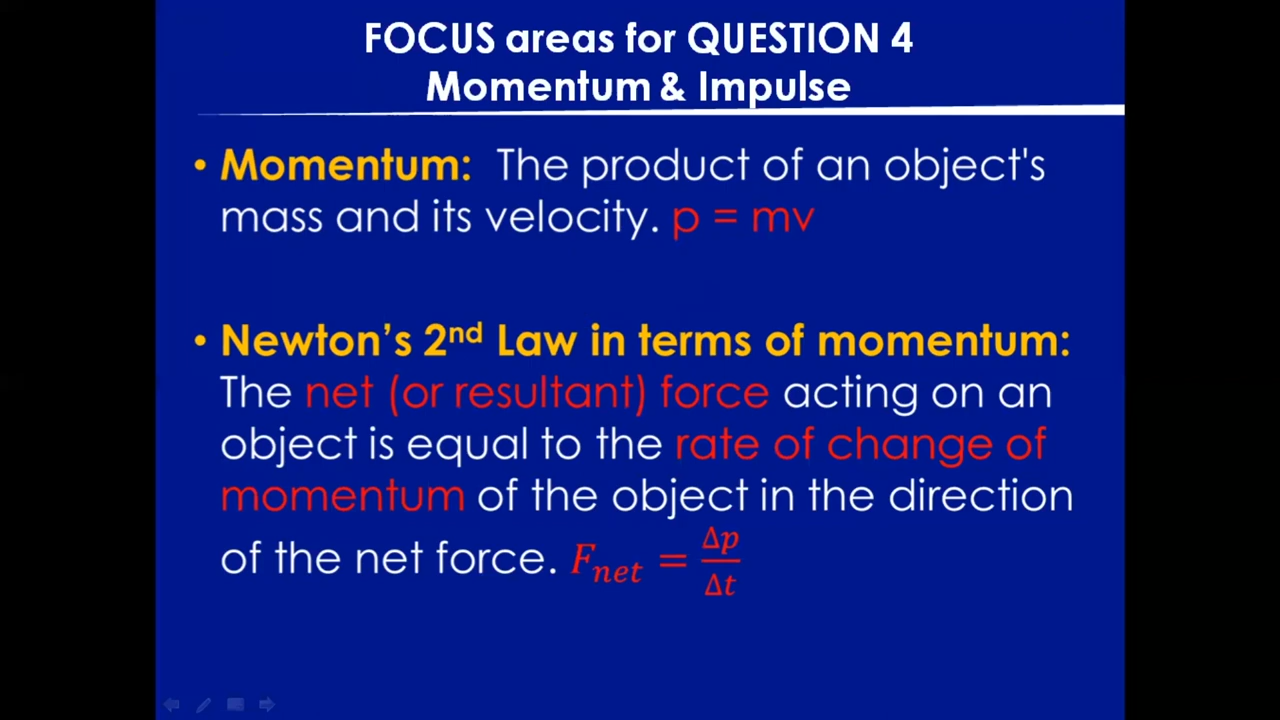 FOCUS areas for QUESTION 4
Momentum & Impulse
• Momentum: The product of an object's
mass and its velocity. p = mv
• Newton's 2nd Law in terms of momentum:
The net (or resultant) force acting on an
object is equal to the rate of change of
momentum of the object in the direction
of the net force. F_net = Δp/Δt